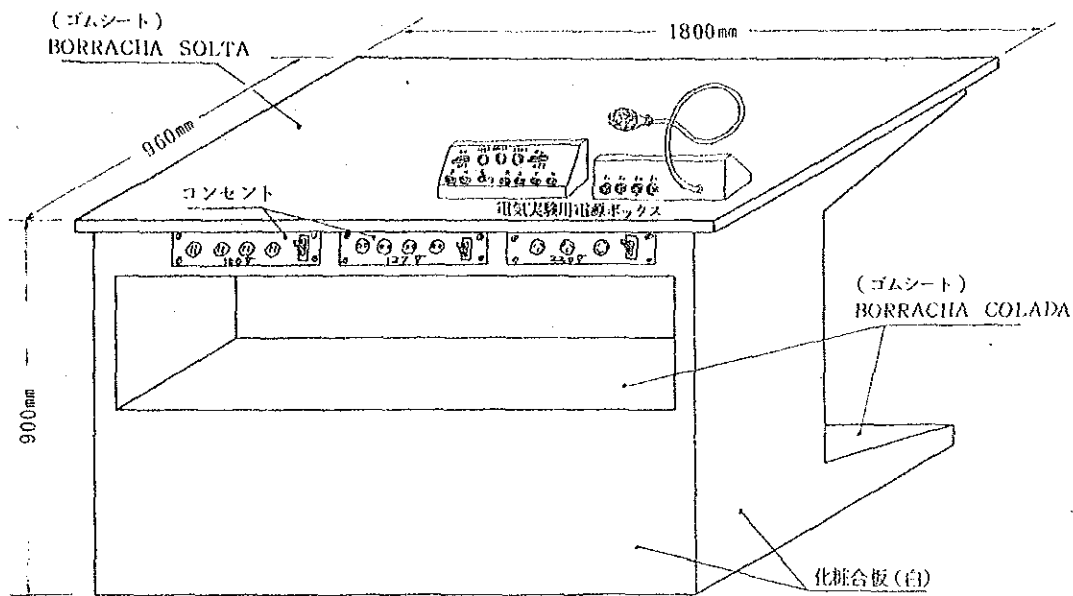 (ゴムシート)
BORRACHA SOLTA
1800mm
960mm
コンセント
電気実験用電源ボックス
127V
220V
(ゴムシート)
BORRACHA COLADA
900mm
化粧合板(白)